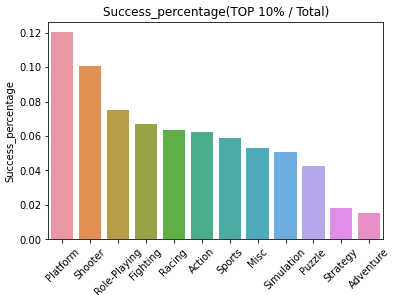 Success_percentage(TOP 10% / Total)
Success_percentage
0.12
0.10
0.08
0.06
0.04
0.02
0.00
Platform
Shooter
Role-Playing
Fighting
Racing
Action
Sports
Misc
Simulation
Puzzle
Strategy
Adventure